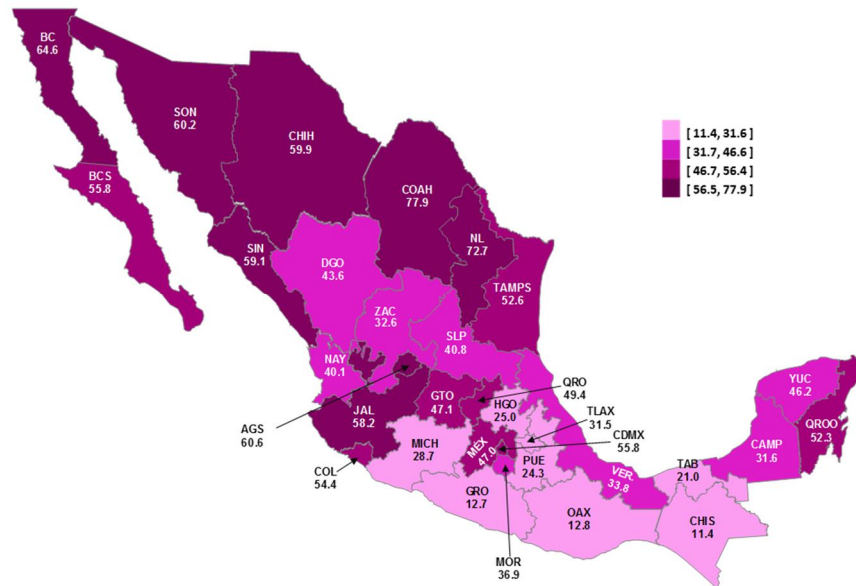 BC
64.6
SON
60.2
CHIH
59.9
[ 11.4, 31.6 ]
[ 31.7, 46.6 ]
[ 46.7, 56.4 ]
[ 56.5, 77.9 ]
BCS
55.8
COAH
77.9
NL
72.7
SIN
59.1
DGO
43.6
TAMPS
52.6
ZAC
32.6
SLP
40.8
NAY
40.1
YUC
46.2
QROO
52.3
CAMP
31.6
AGS
60.6
JAL
58.2
GTO
47.1
QRO
49.4
HGO
25.0
TLAX
31.5
CDMX
55.8
MICH
28.7
MÉX
47.0
PUE
24.3
COL
54.4
VER.
33.8
TAB
21.0
GRO
12.7
OAX
12.8
CHIS
11.4
MOR
36.9